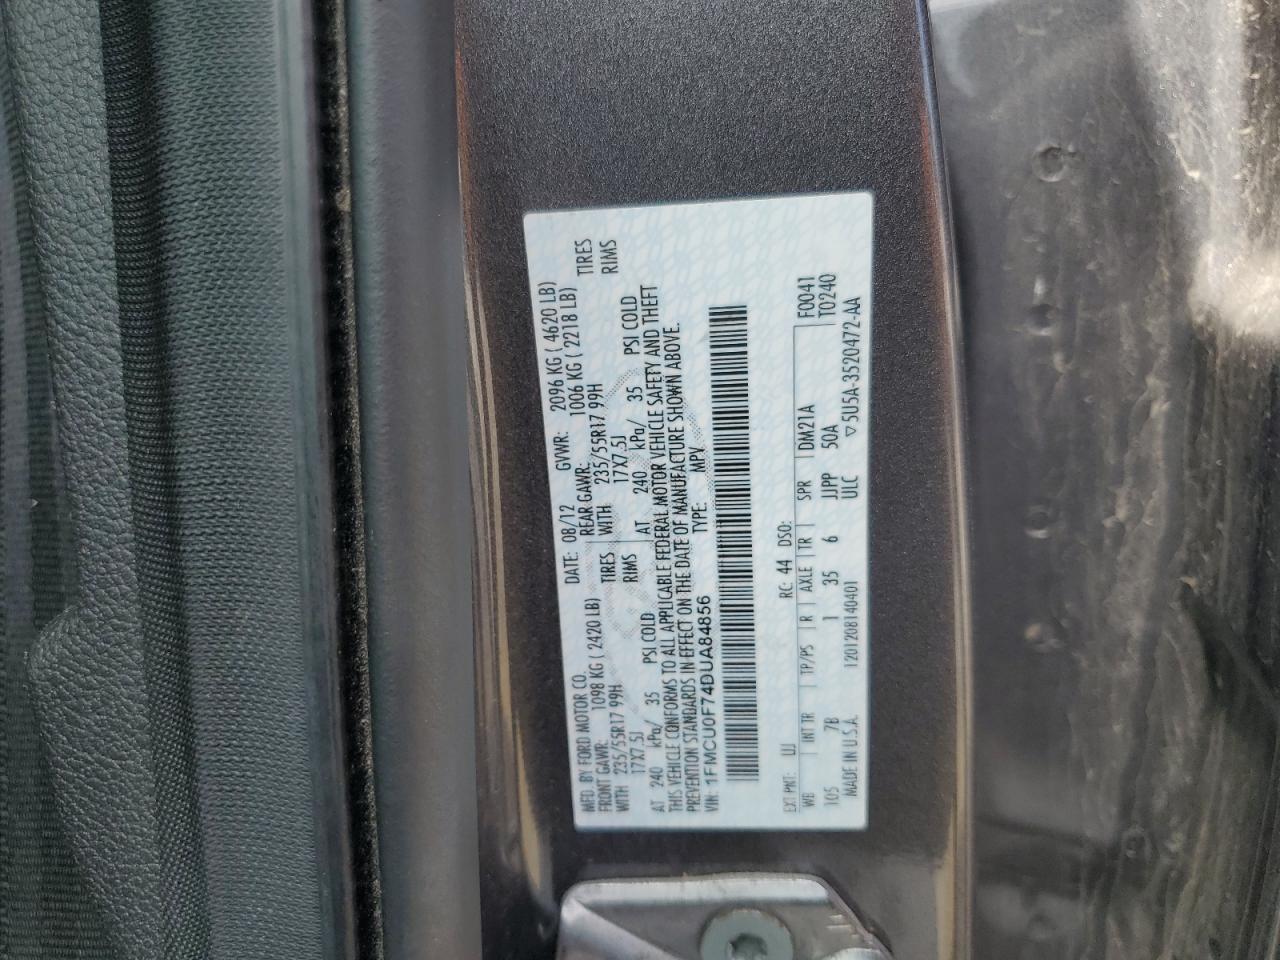 MFD. BY FORD MOTOR CO. DATE: 08/12 GVWR: 2096 KG ( 4620 LB)
FRONT GAWR: 1098 KG ( 2420 LB) REAR GAWR: 1006 KG ( 2218 LB)
WITH 235/55R17 99H TIRES WITH 235/55R17 99H TIRES
17X7.5J RIMS 17X7.5J RIMS
AT 240 kPa/ 35 PSI COLD AT 240 kPa/ 35 PSI COLD
THIS VEHICLE CONFORMS TO ALL APPLICABLE FEDERAL MOTOR VEHICLE SAFETY AND THEFT
PREVENTION STANDARDS IN EFFECT ON THE DATE OF MANUFACTURE SHOWN ABOVE.
VIN: 1FMCU0F74DUA84856 TYPE: MPV
EXT PNT: UJ RC: 44 DSO: F0041
WB INT TR TP/PS R AXLE TR SPR DM21A T0240
105 7B 1 35 6 JJPP 50A
MADE IN U.S.A. 1201208140401 ULC ▽5U5A-3520472-AA